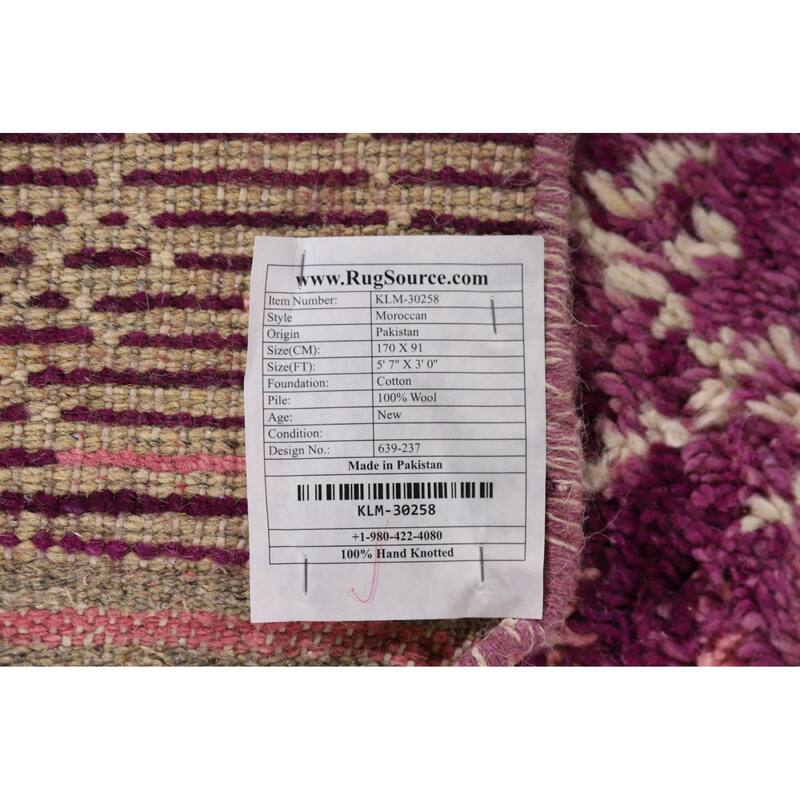 www.RugSource.com
Item Number: KLM-30258
Style Moroccan
Origin Pakistan
Size(CM): 170 X 91
Size(FT): 5' 7" X 3' 0"
Foundation: Cotton
Pile: 100% Wool
Age: New
Condition:
Design No.: 639-237
Made in Pakistan
KLM-30258
+1-980-422-4080
100% Hand Knotted